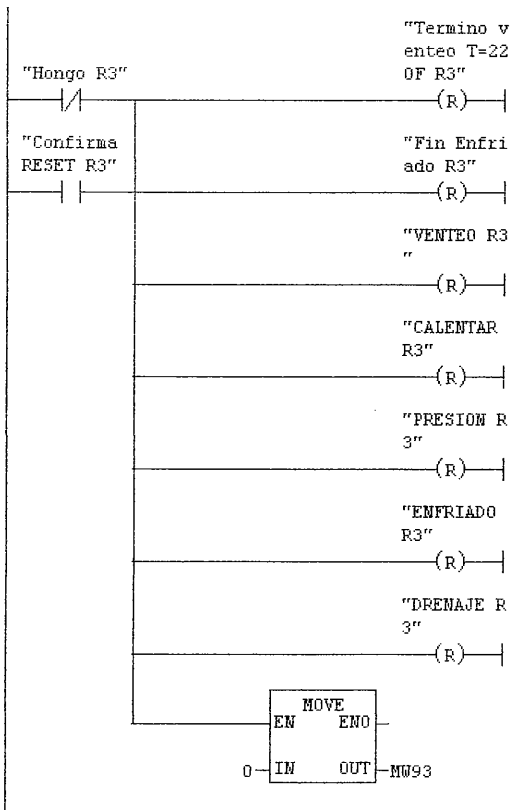 "Termino v
enteo T=22
0F R3"
"Hongo R3"
(R)
"Confirma
RESET R3"
"Fin Enfri
ado R3"
(R)
"VENTEO R3
"
(R)
"CALENTAR
R3"
(R)
"PRESION R
3"
(R)
"ENFRIADO
R3"
(R)
"DRENAJE R
3"
(R)
MOVE
EN ENO
0 IN OUT MW93